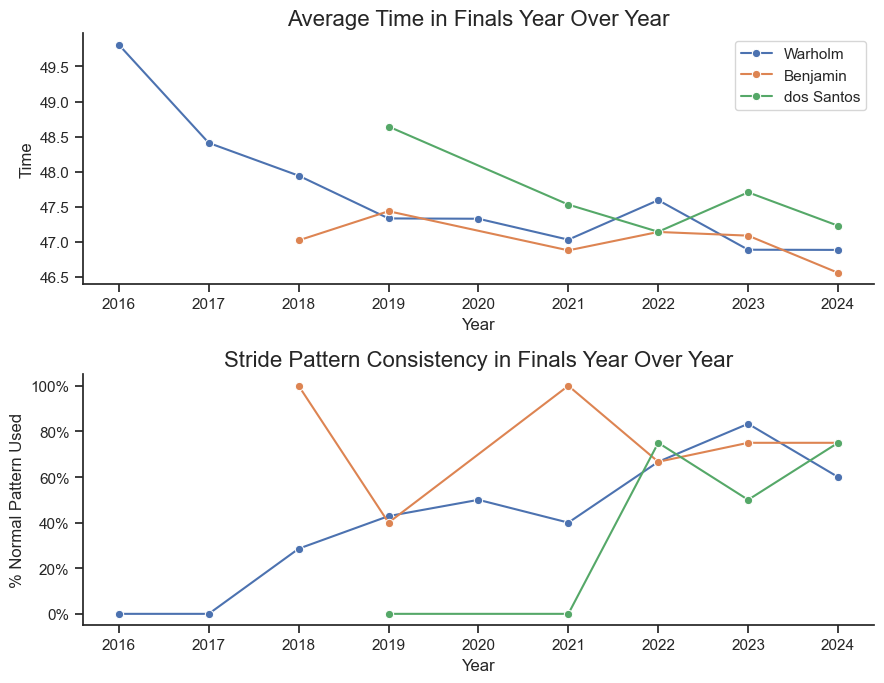 Average Time in Finals Year Over Year
Warholm
Benjamin
dos Santos
Time
49.5
49.0
48.5
48.0
47.5
47.0
46.5
2016 2017 2018 2019 2020 2021 2022 2023 2024
Year
Stride Pattern Consistency in Finals Year Over Year
% Normal Pattern Used
100%
80%
60%
40%
20%
0%
2016 2017 2018 2019 2020 2021 2022 2023 2024
Year